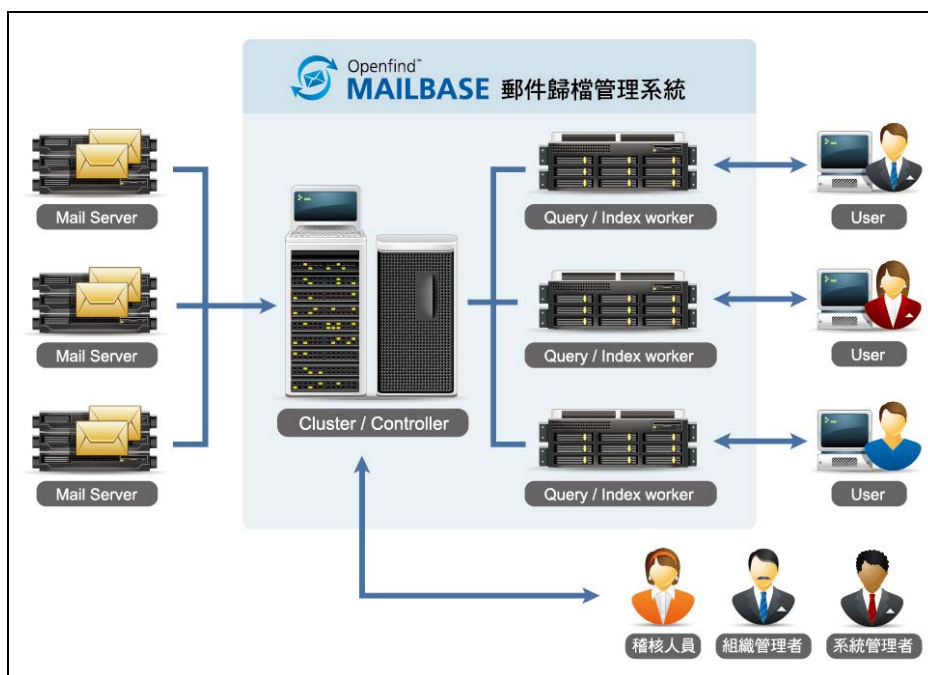 Openfind™
MAILBASE 郵件歸檔管理系統
Mail Server
Mail Server
Mail Server
Cluster / Controller
Query / Index worker
Query / Index worker
Query / Index worker
User
User
User
稽核人員
組織管理者
系統管理者